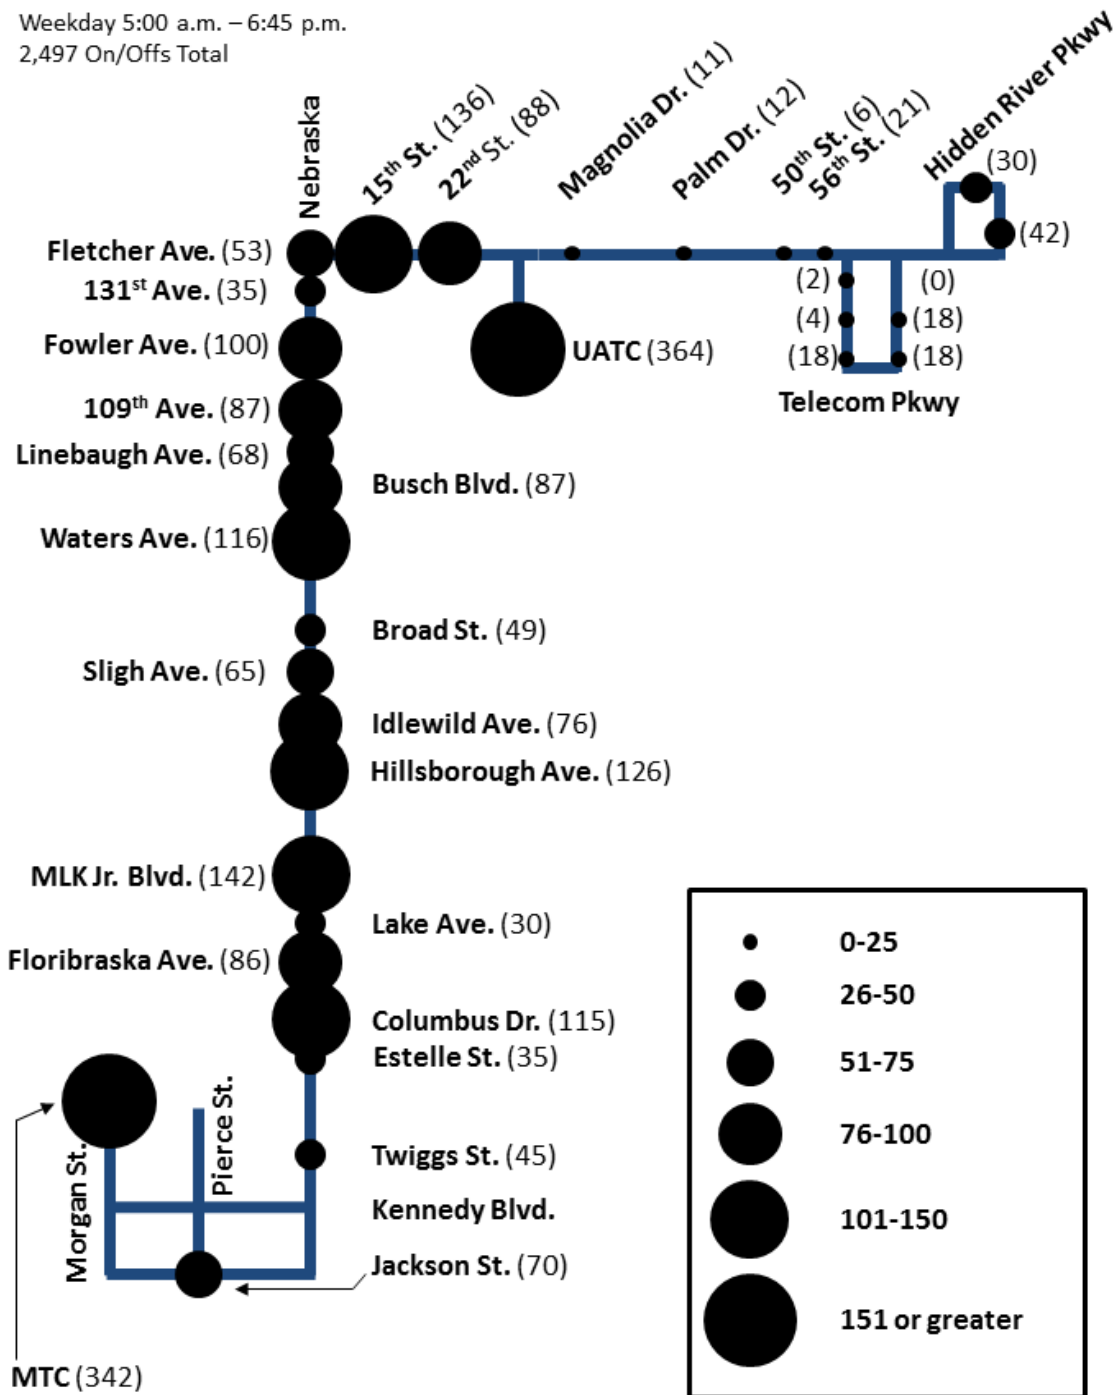 Weekday 5:00 a.m. – 6:45 p.m.
2,497 On/Offs Total
Nebraska
15th St. (136)
22nd St. (88)
Magnolia Dr. (11)
Palm Dr. (12)
50th St. (6)
56th St. (21)
Hidden River Pkwy
(30)
(42)
Fletcher Ave. (53)
131st Ave. (35)
(2)
(0)
(4)
(18)
(18)
(18)
Fowler Ave. (100)
UATC (364)
Telecom Pkwy
109th Ave. (87)
Linebaugh Ave. (68)
Busch Blvd. (87)
Waters Ave. (116)
Broad St. (49)
Sligh Ave. (65)
Idlewild Ave. (76)
Hillsborough Ave. (126)
MLK Jr. Blvd. (142)
Lake Ave. (30)
Floribraska Ave. (86)
Columbus Dr. (115)
Estelle St. (35)
Pierce St.
Morgan St.
Twiggs St. (45)
Kennedy Blvd.
Jackson St. (70)
MTC (342)
0-25
26-50
51-75
76-100
101-150
151 or greater